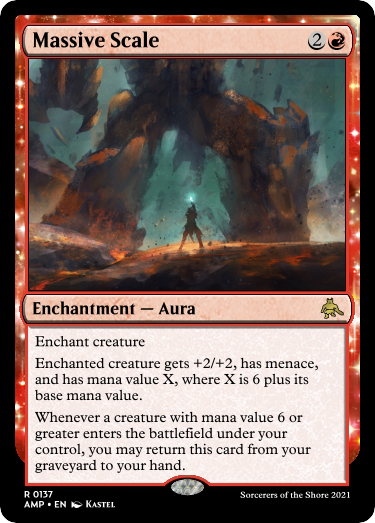 Massive Scale
2
Enchantment — Aura
Enchant creature
Enchanted creature gets +2/+2, has menace,
and has mana value X, where X is 6 plus its
base mana value.
Whenever a creature with mana value 6 or
greater enters the battlefield under your
control, you may return this card from your
graveyard to your hand.
R 0137
AMP • EN KASTEL
Sorcerers of the Shore 2021